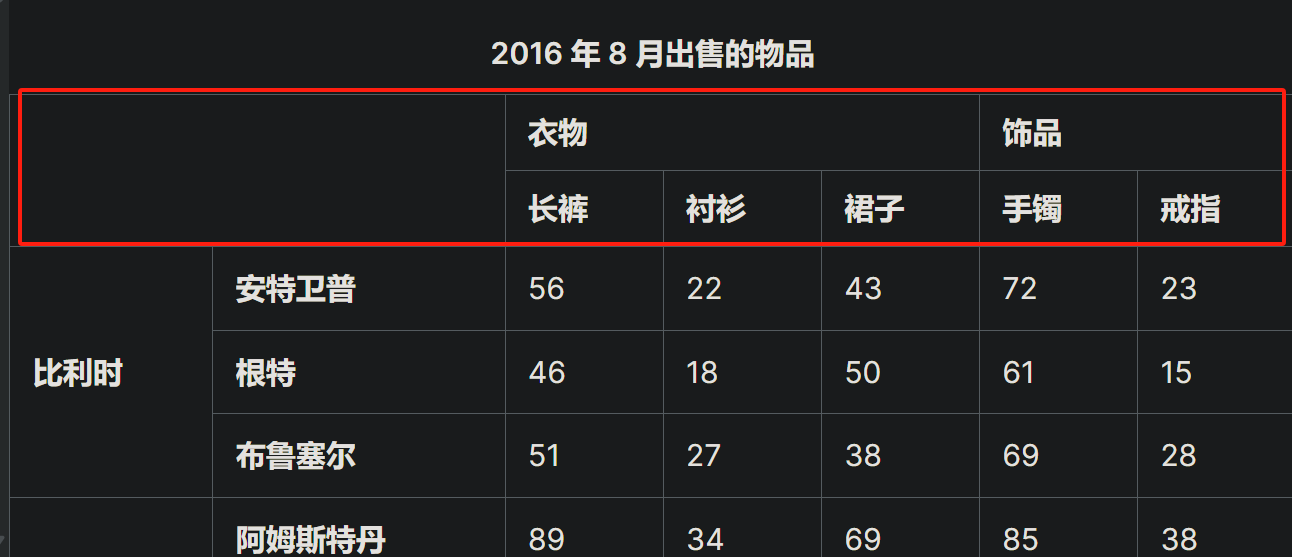 2016 年 8 月出售的物品
衣物 饰品
长裤 衬衫 裙子 手镯 戒指
安特卫普 56 22 43 72 23
比利时 根特 46 18 50 61 15
布鲁塞尔 51 27 38 69 28
阿姆斯特丹 89 34 69 85 38